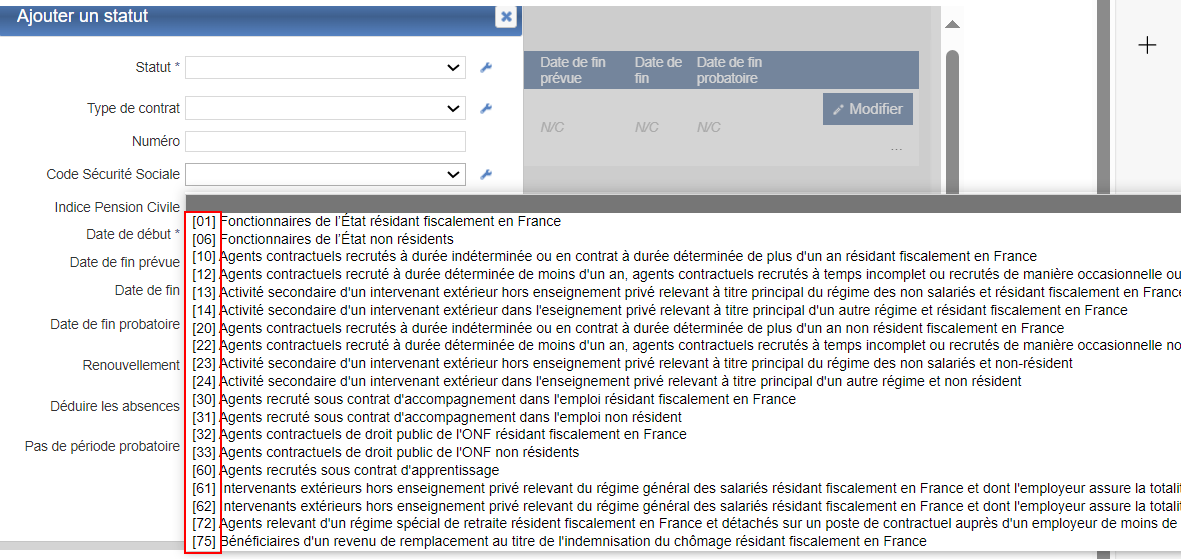 Ajouter un statut
Statut *
Type de contrat
Numéro
Code Sécurité Sociale
Indice Pension Civile
Date de début *
Date de fin prévue
Date de fin
Date de fin probatoire
Renouvellement
Déduire les absences
Pas de période probatoire
Date de fin
prévue
Date de
fin
Date de fin
probatoire
N/C
N/C
N/C
Modifier
...
[01] Fonctionnaires de l'État résidant fiscalement en France
[06] Fonctionnaires de l'État non résidents
[10] Agents contractuels recrutés à durée indéterminée ou en contrat à durée déterminée de plus d'un an résidant fiscalement en France
[12] Agents contractuels recruté à durée déterminée de moins d'un an, agents contractuels recrutés à temps incomplet ou recrutés de manière occasionnelle ou
[13] Activité secondaire d'un intervenant extérieur hors enseignement privé relevant à titre principal du régime des non salariés et résidant fiscalement en France
[14] Activité secondaire d'un intervenant extérieur dans l'eseignement privé relevant à titre principal d'un autre régime et résidant fiscalement en France
[20] Agents contractuels recrutés à durée indéterminée ou en contrat à durée déterminée de plus d'un an non résident fiscalement en France
[22] Agents contractuels recruté à durée déterminée de moins d'un an, agents contractuels recrutés à temps incomplet ou recrutés de manière occasionnelle no
[23] Activité secondaire d'un intervenant extérieur hors enseignement privé relevant à titre principal du régime des non salariés et non-résident
[24] Activité secondaire d'un intervenant extérieur dans l'enseignement privé relevant à titre principal d'un autre régime et non résident
[30] Agents recruté sous contrat d'accompagnement dans l'emploi résidant fiscalement en France
[31] Agents recruté sous contrat d'accompagnement dans l'emploi non résident
[32] Agents contractuels de droit public de l'ONF résidant fiscalement en France
[33] Agents contractuels de droit public de l'ONF non résidents
[60] Agents recrutés sous contrat d'apprentissage
[61] Intervenants extérieurs hors enseignement privé relevant du régime général des salariés résidant fiscalement en France et dont l'employeur assure la totalit
[62] Intervenants extérieurs hors enseignement privé relevant du régime général des salariés résidant fiscalement en France et dont l'employeur assure la totalit
[72] Agents relevant d'un régime spécial de retraite résident fiscalement en France et détachés sur un poste de contractuel auprès d'un employeur de moins de
[75] Bénéficiaires d'un revenu de remplacement au titre de l'indemnisation du chômage résidant fiscalement en France